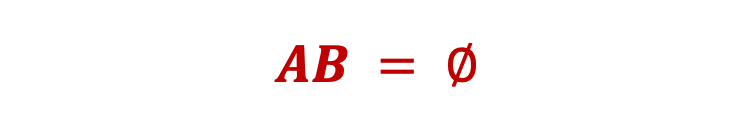 AB = ∅